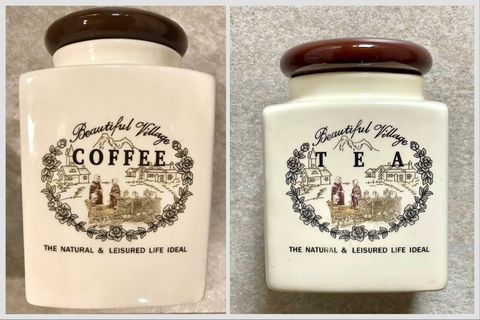 Beautiful Village
COFFEE
THE NATURAL & LEISURED LIFE IDEAL
Beautiful Village
TEA
THE NATURAL & LEISURED LIFE IDEAL